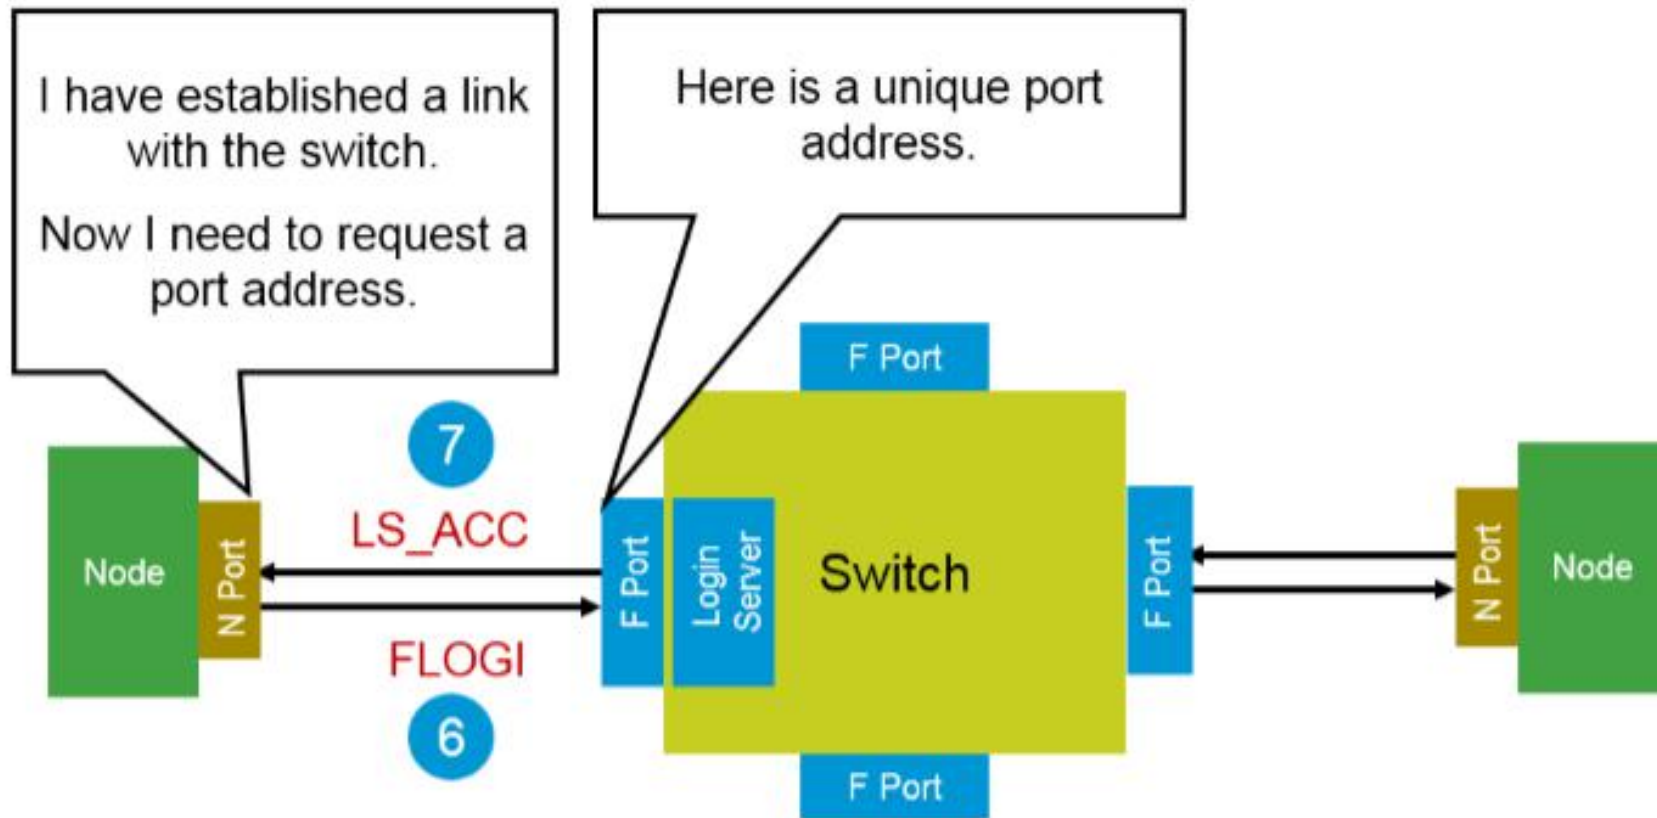 I have established a link
with the switch.
Now I need to request a
port address.
Here is a unique port
address.
F Port
7
LS_ACC
Node
N Port
F Port
Login
Server
Switch
F Port
N Port
Node
FLOGI
6
F Port